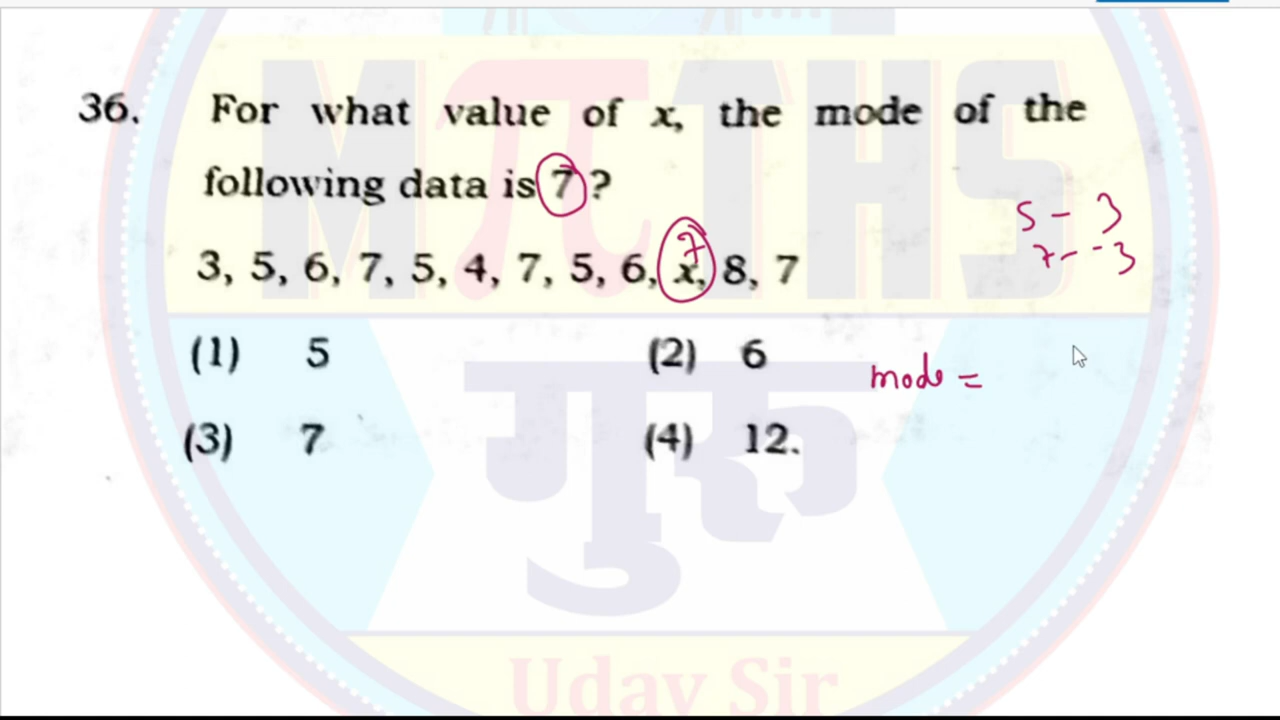 MπTHS
36. For what value of x, the mode of the
following data is 7 ?
5 - 3
7 - - 3
7
3, 5, 6, 7, 5, 4, 7, 5, 6, x, 8, 7
(1) 5 (2) 6
mode =
(3) 7 (4) 12.
गुरु
Uday Sir